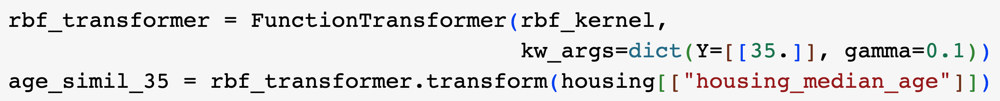 rbf_transformer = FunctionTransformer(rbf_kernel,
kw_args=dict(Y=[[35.]], gamma=0.1))
age_simil_35 = rbf_transformer.transform(housing[["housing_median_age"]])